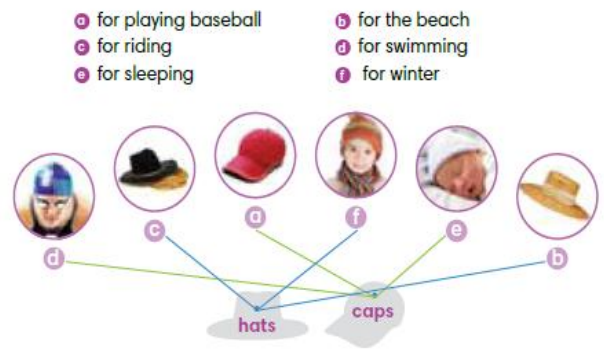 a for playing baseball
b for the beach
c for riding
d for swimming
e for sleeping
f for winter
d
c
a
f
e
b
hats
caps